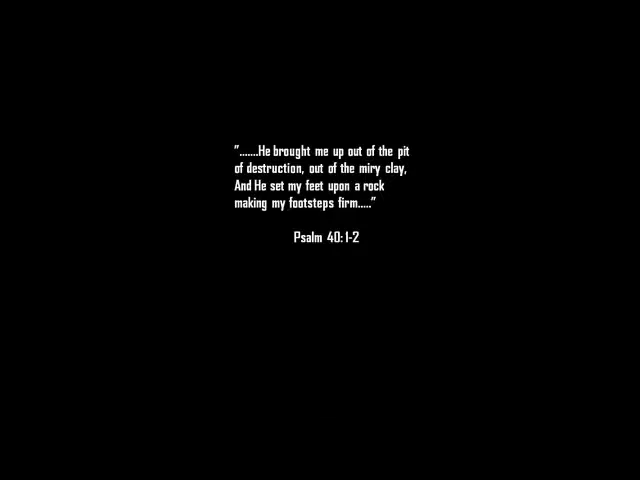 ".......He brought me up out of the pit
of destruction, out of the miry clay,
And He set my feet upon a rock
making my footsteps firm....."
Psalm 40:1-2